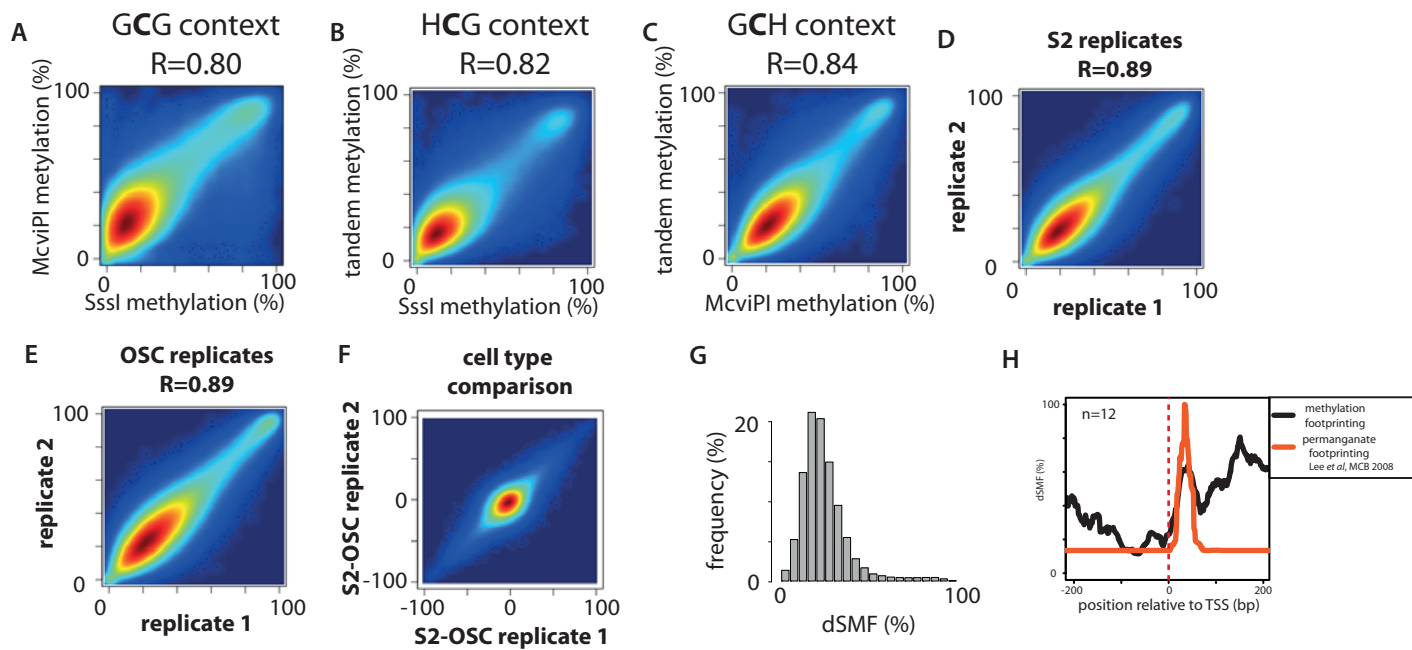 A
GCG context
R=0.80
McviPI metylation (%)
100
0
0
100
SssI methylation (%)
B
HCG context
R=0.82
tandem metylation (%)
100
0
0
100
SssI methylation (%)
C
GCH context
R=0.84
tandem metylation (%)
100
0
0
100
McviPI methylation (%)
D
S2 replicates
R=0.89
replicate 2
100
0
0
100
replicate 1
E
OSC replicates
R=0.89
replicate 2
100
0
0
100
replicate 1
F
cell type
comparison
S2-OSC replicate 2
100
0
-100
-100
0
100
S2-OSC replicate 1
G
frequency (%)
20
0
0
100
dSMF (%)
H
n=12
dSMF (%)
100
0
-200
-100
0
100
200
position relative to TSS (bp)
methylation
footprinting
permanganate
footprinting
Lee et al, MCB 2008